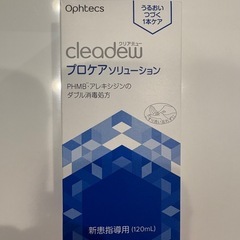 Ophtecs
うるおい
つづく
1本ケア
クリアデュー
cleadew
プロケアソリューション
PHMB・アレキシジンの
ダブル消毒処方
新患指導用(120mL)